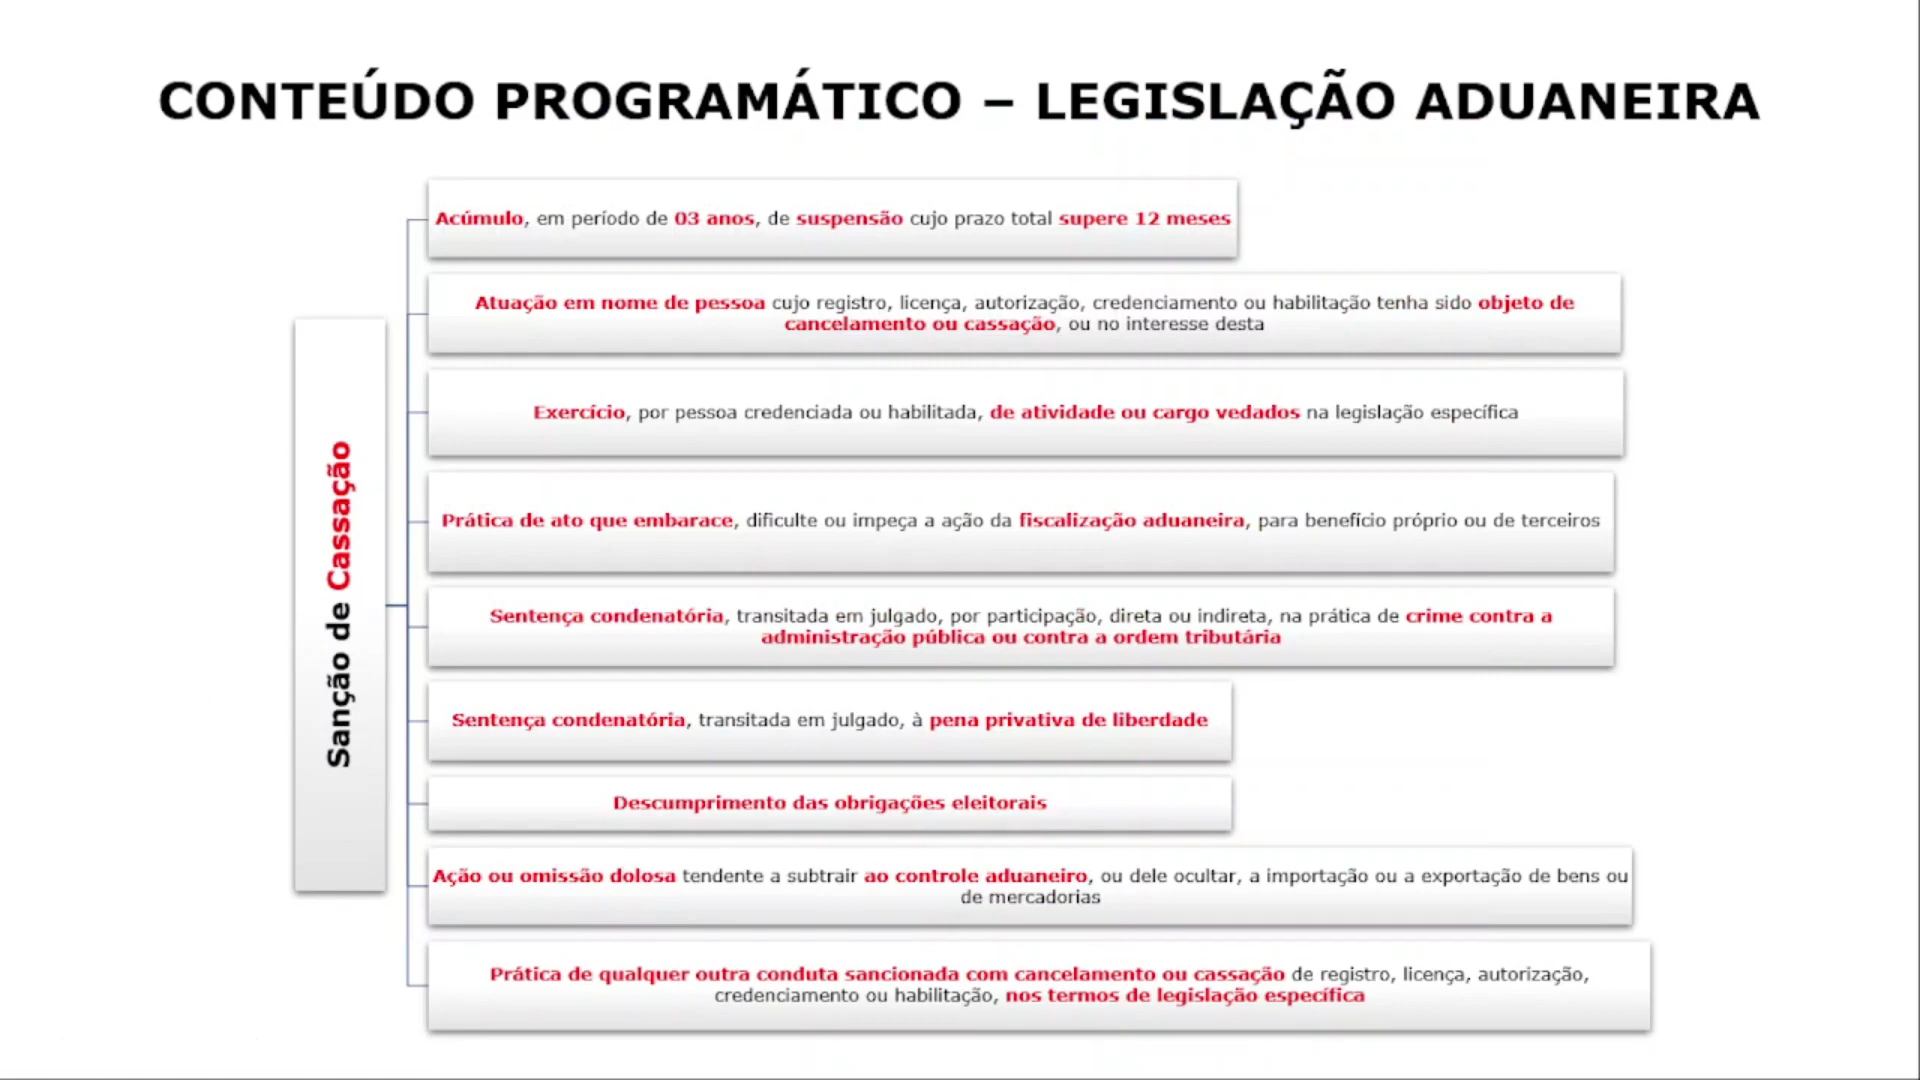 CONTEÚDO PROGRAMÁTICO – LEGISLAÇÃO ADUANEIRA
Sanção de Cassação
Acúmulo, em período de 03 anos, de suspensão cujo prazo total supere 12 meses
Atuação em nome de pessoa cujo registro, licença, autorização, credenciamento ou habilitação tenha sido objeto de
cancelamento ou cassação, ou no interesse desta
Exercício, por pessoa credenciada ou habilitada, de atividade ou cargo vedados na legislação específica
Prática de ato que embarace, dificulte ou impeça a ação da fiscalização aduaneira, para benefício próprio ou de terceiros
Sentença condenatória, transitada em julgado, por participação, direta ou indireta, na prática de crime contra a
administração pública ou contra a ordem tributária
Sentença condenatória, transitada em julgado, à pena privativa de liberdade
Descumprimento das obrigações eleitorais
Ação ou omissão dolosa tendente a subtrair ao controle aduaneiro, ou dele ocultar, a importação ou a exportação de bens ou
de mercadorias
Prática de qualquer outra conduta sancionada com cancelamento ou cassação de registro, licença, autorização,
credenciamento ou habilitação, nos termos de legislação específica